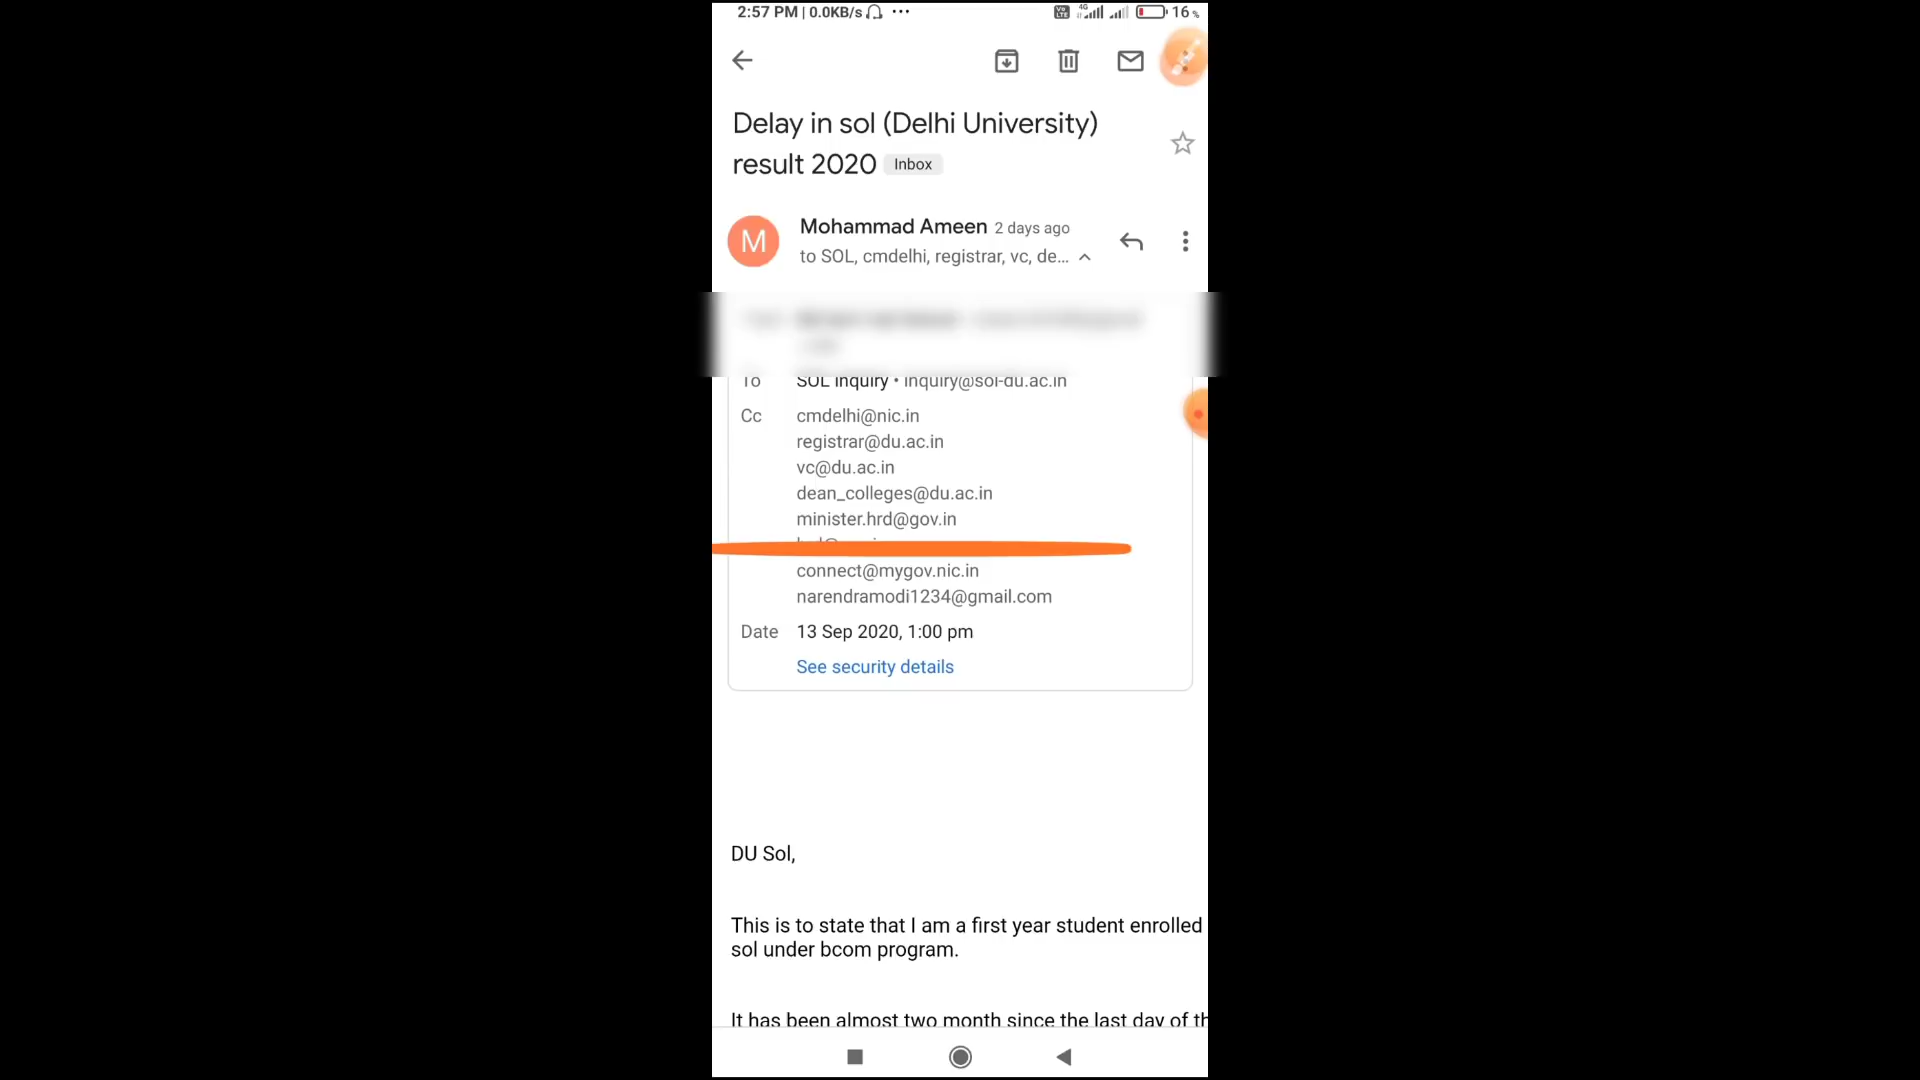 2:57 PM | 0.0KB/s ...
Vo LTE 4G 16 %
Delay in sol (Delhi University)
result 2020 Inbox
M
Mohammad Ameen 2 days ago
to SOL, cmdelhi, registrar, vc, de...
To SOL Inquiry • inquiry@sol-du.ac.in
Cc cmdelhi@nic.in
registrar@du.ac.in
vc@du.ac.in
dean_colleges@du.ac.in
minister.hrd@gov.in
connect@mygov.nic.in
narendramodi1234@gmail.com
Date 13 Sep 2020, 1:00 pm
See security details
DU Sol,
This is to state that I am a first year student enrolled
sol under bcom program.
It has been almost two month since the last day of th